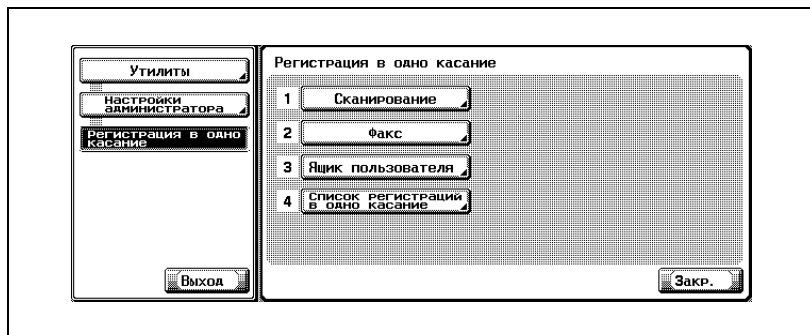 Утилиты
Настройки
администратора
Регистрация в одно
касание
Выход
Регистрация в одно касание
1 Сканирование
2 Факс
3 Ящик пользователя
4 Список регистраций
в одно касание
Закр.